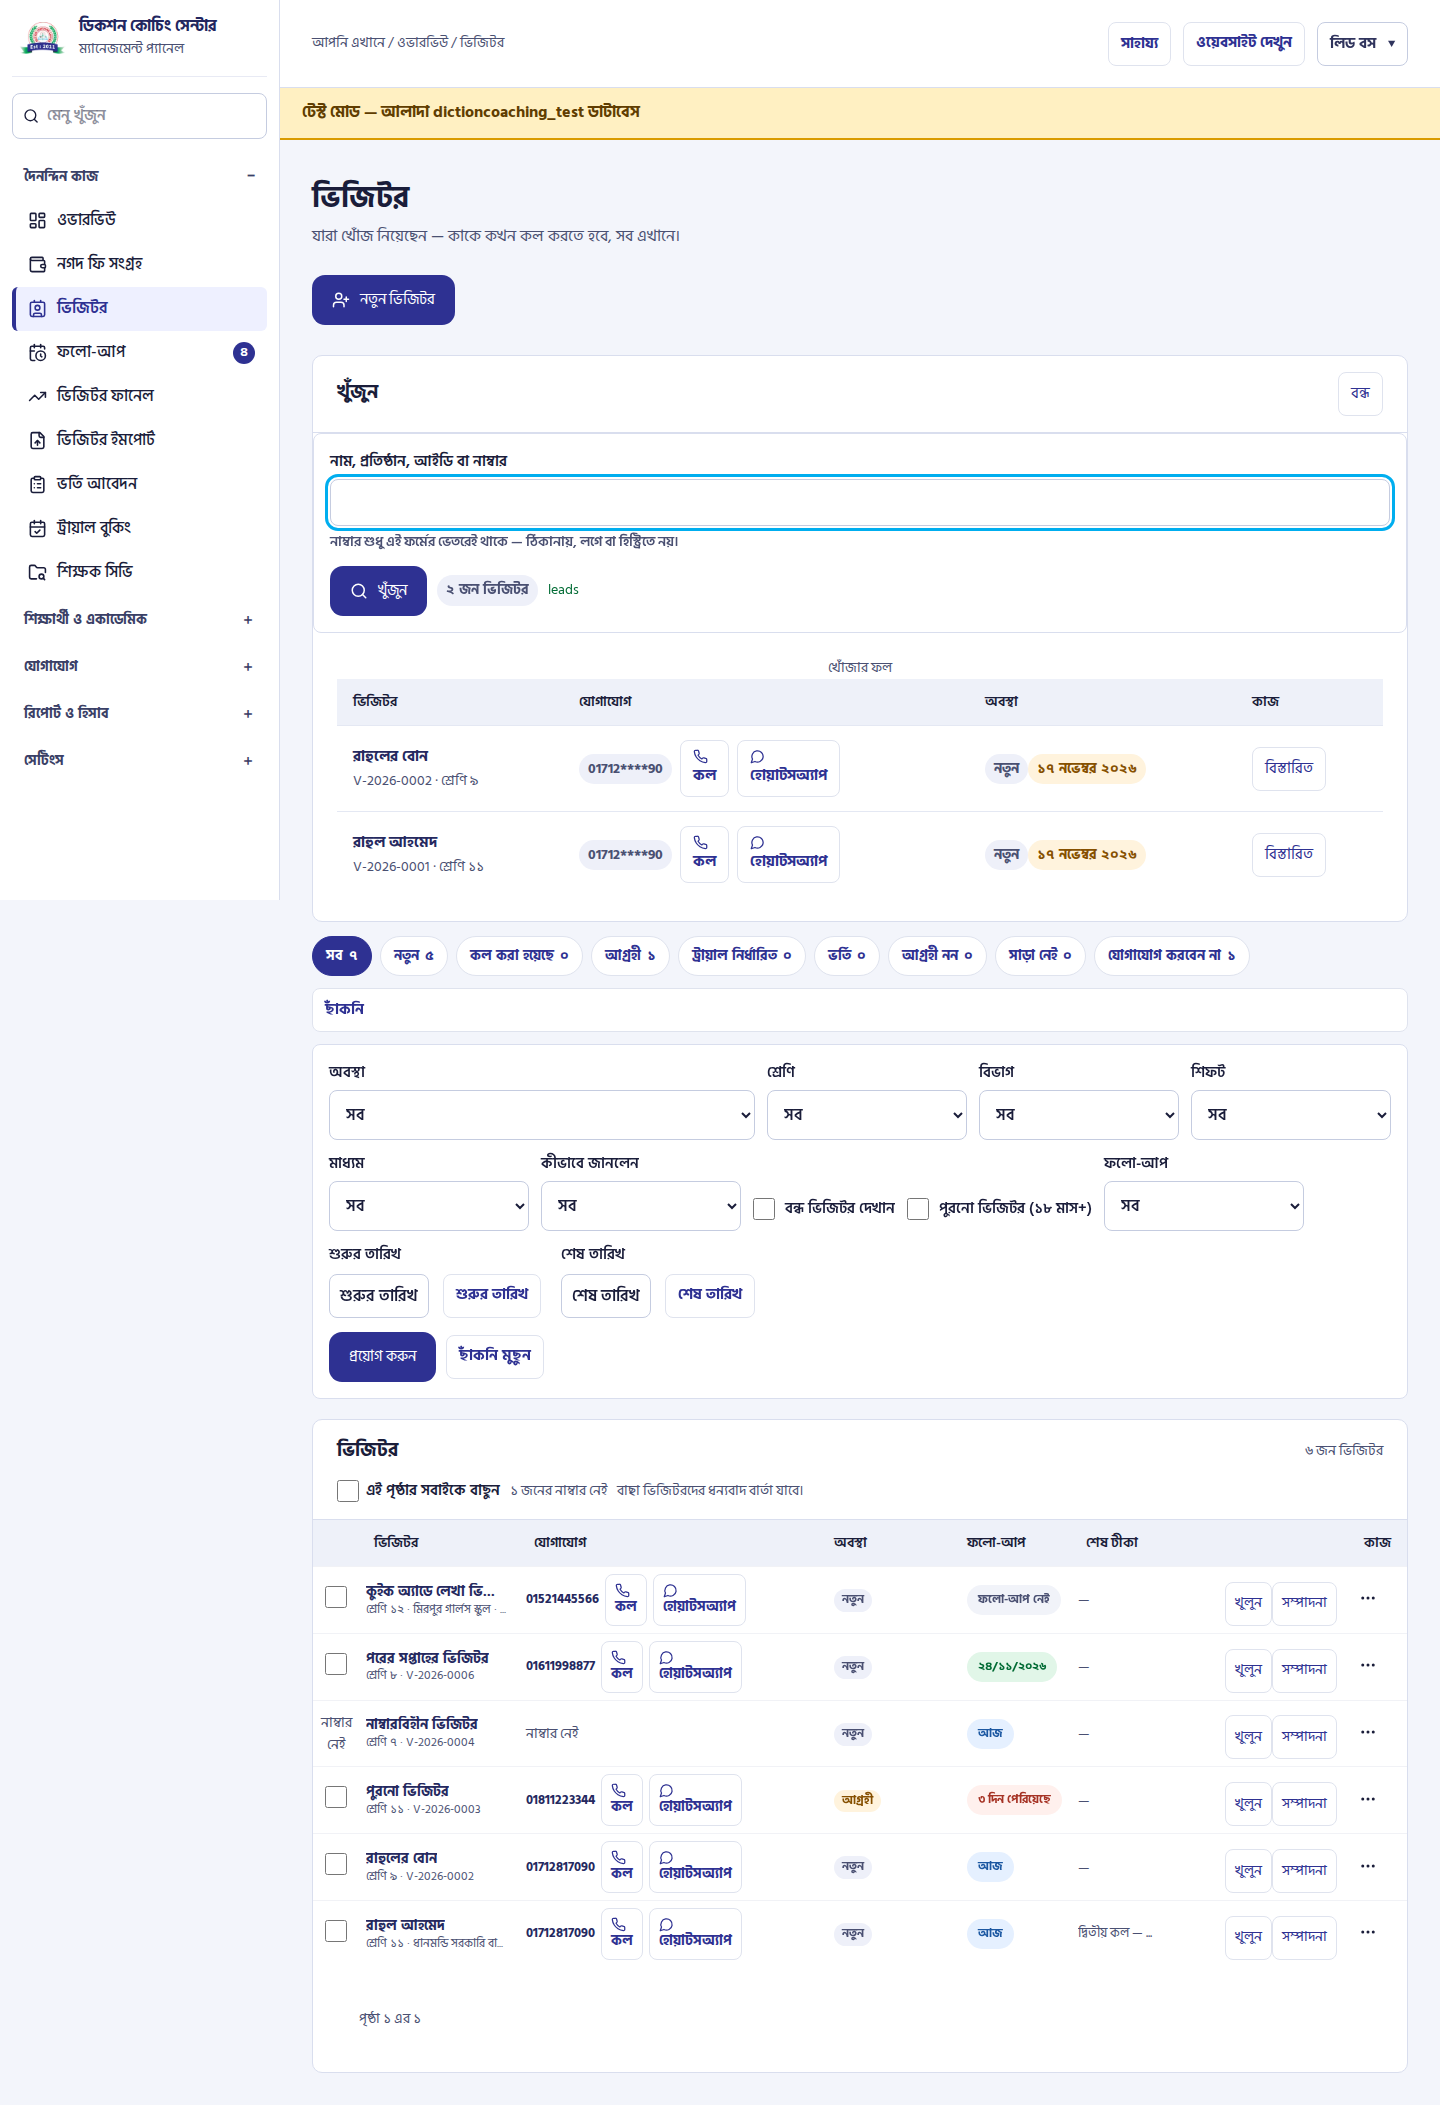 ডিকশন কোচিং সেন্টার
ম্যানেজমেন্ট প্যানেল
Est : 2011
মেনু খুঁজুন
দৈনন্দিন কাজ −
ওভারভিউ
নগদ ফি সংগ্রহ
ভিজিটর
ফলো-আপ 8
ভিজিটর ফানেল
ভিজিটর ইমপোর্ট
ভর্তি আবেদন
ট্রায়াল বুকিং
শিক্ষক সিভি
শিক্ষার্থী ও একাডেমিক +
যোগাযোগ +
রিপোর্ট ও হিসাব +
সেটিংস +
আপনি এখানে / ওভারভিউ / ভিজিটর
সাহায্য ওয়েবসাইট দেখুন লিড বস ▾
টেস্ট মোড — আলাদা dictioncoaching_test ডাটাবেস
ভিজিটর
যারা খোঁজ নিয়েছেন — কাকে কখন কল করতে হবে, সব এখানে।
নতুন ভিজিটর
খুঁজুন বন্ধ
নাম, প্রতিষ্ঠান, আইডি বা নাম্বার
নাম্বার শুধু এই ফর্মের ভেতরেই থাকে — ঠিকানায়, লগে বা হিস্ট্রিতে নয়।
খুঁজুন ২ জন ভিজিটর leads
খোঁজার ফল
ভিজিটর যোগাযোগ অবস্থা কাজ
রাহুলের বোন
V-2026-0002 · শ্রেণি ৯
01712****90 কল হোয়াটসঅ্যাপ নতুন ১৭ নভেম্বর ২০২৬ বিস্তারিত
রাহুল আহমেদ
V-2026-0001 · শ্রেণি ১১
01712****90 কল হোয়াটসঅ্যাপ নতুন ১৭ নভেম্বর ২০২৬ বিস্তারিত
সব ৭ নতুন ৫ কল করা হয়েছে ০ আগ্রহী ১ ট্রায়াল নির্ধারিত ০ ভর্তি ০ আগ্রহী নন ০ সাড়া নেই ০ যোগাযোগ করবেন না ১
ছাঁকনি
অবস্থা শ্রেণি বিভাগ শিফট
সব সব সব সব
মাধ্যম কীভাবে জানলেন ফলো-আপ
সব সব বন্ধ ভিজিটর দেখান পুরনো ভিজিটর (১৮ মাস+) সব
শুরুর তারিখ শেষ তারিখ
শুরুর তারিখ শুরুর তারিখ শেষ তারিখ শেষ তারিখ
প্রয়োগ করুন ছাঁকনি মুছুন
ভিজিটর ৬ জন ভিজিটর
এই পৃষ্ঠার সবাইকে বাছুন ১ জনের নাম্বার নেই বাছা ভিজিটরদের ধন্যবাদ বার্তা যাবে।
ভিজিটর যোগাযোগ অবস্থা ফলো-আপ শেষ টীকা কাজ
কুইক অ্যাডে লেখা ভি...
শ্রেণি ১২ · মিরপুর গার্লস স্কুল · ...
01521445566 কল হোয়াটসঅ্যাপ নতুন ফলো-আপ নেই — খুলুন সম্পাদনা ···
পরের সপ্তাহের ভিজিটর
শ্রেণি ৮ · V-2026-0006
01611998877 কল হোয়াটসঅ্যাপ নতুন ২৪/১১/২০২৬ — খুলুন সম্পাদনা ···
নাম্বার নেই
নাম্বারবিহীন ভিজিটর
শ্রেণি ৭ · V-2026-0004
নাম্বার নেই নতুন আজ — খুলুন সম্পাদনা ···
পুরনো ভিজিটর
শ্রেণি ১১ · V-2026-0003
01811223344 কল হোয়াটসঅ্যাপ আগ্রহী ৩ দিন পেরিয়েছে — খুলুন সম্পাদনা ···
রাহুলের বোন
শ্রেণি ৯ · V-2026-0002
01712817090 কল হোয়াটসঅ্যাপ নতুন আজ — খুলুন সম্পাদনা ···
রাহুল আহমেদ
শ্রেণি ১১ · ধানমন্ডি সরকারি বা...
01712817090 কল হোয়াটসঅ্যাপ নতুন আজ দ্বিতীয় কল — ... খুলুন সম্পাদনা ···
পৃষ্ঠা ১ এর ১